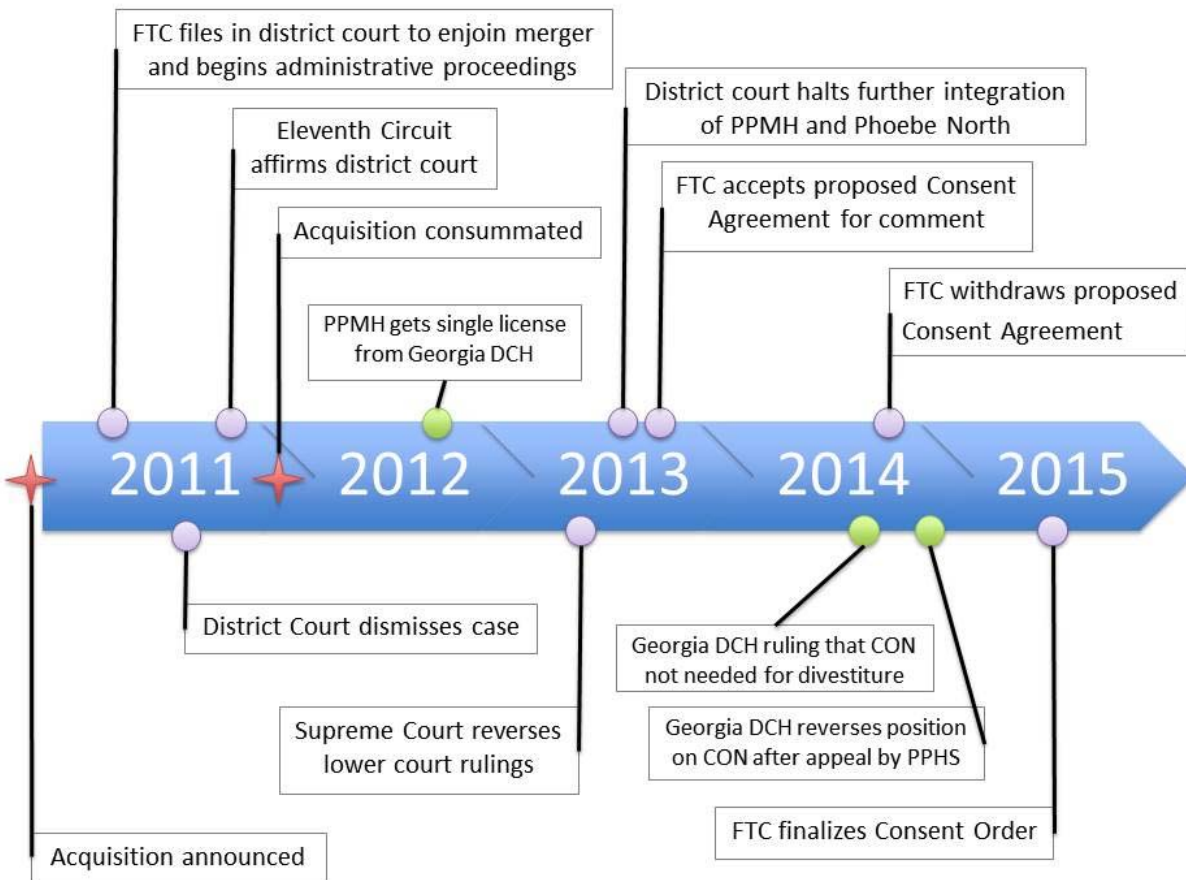 FTC files in district court to enjoin merger
and begins administrative proceedings
District court halts further integration
of PPMH and Phoebe North
Eleventh Circuit
affirms district court
FTC accepts proposed Consent
Agreement for comment
Acquisition consummated
FTC withdraws proposed
Consent Agreement
PPMH gets single license
from Georgia DCH
2011
2012
2013
2014
2015
District Court dismisses case
Georgia DCH ruling that CON
not needed for divestiture
Supreme Court reverses
lower court rulings
Georgia DCH reverses position
on CON after appeal by PPHS
FTC finalizes Consent Order
Acquisition announced